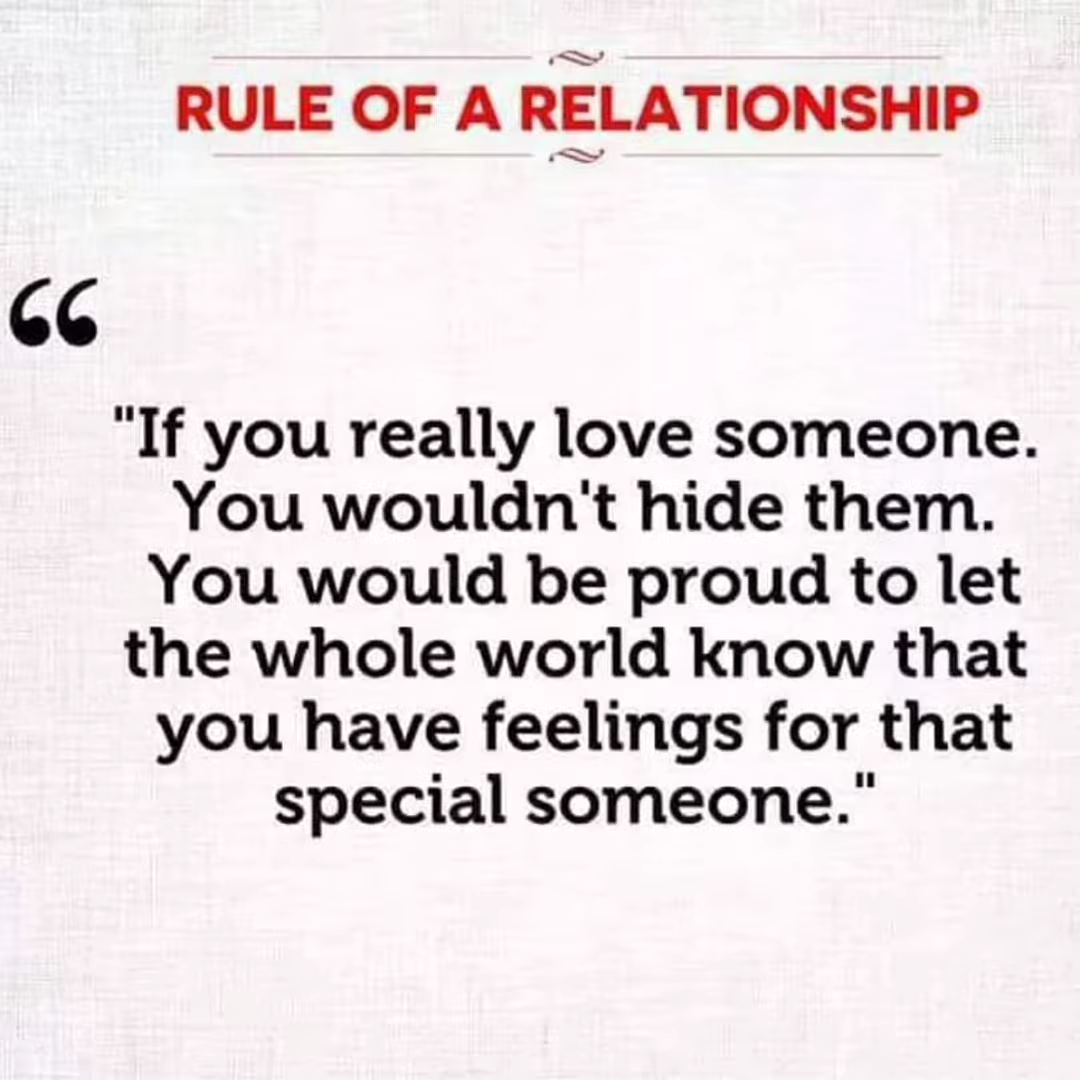 RULE OF A RELATIONSHIP
“
"If you really love someone.
You wouldn't hide them.
You would be proud to let
the whole world know that
you have feelings for that
special someone."